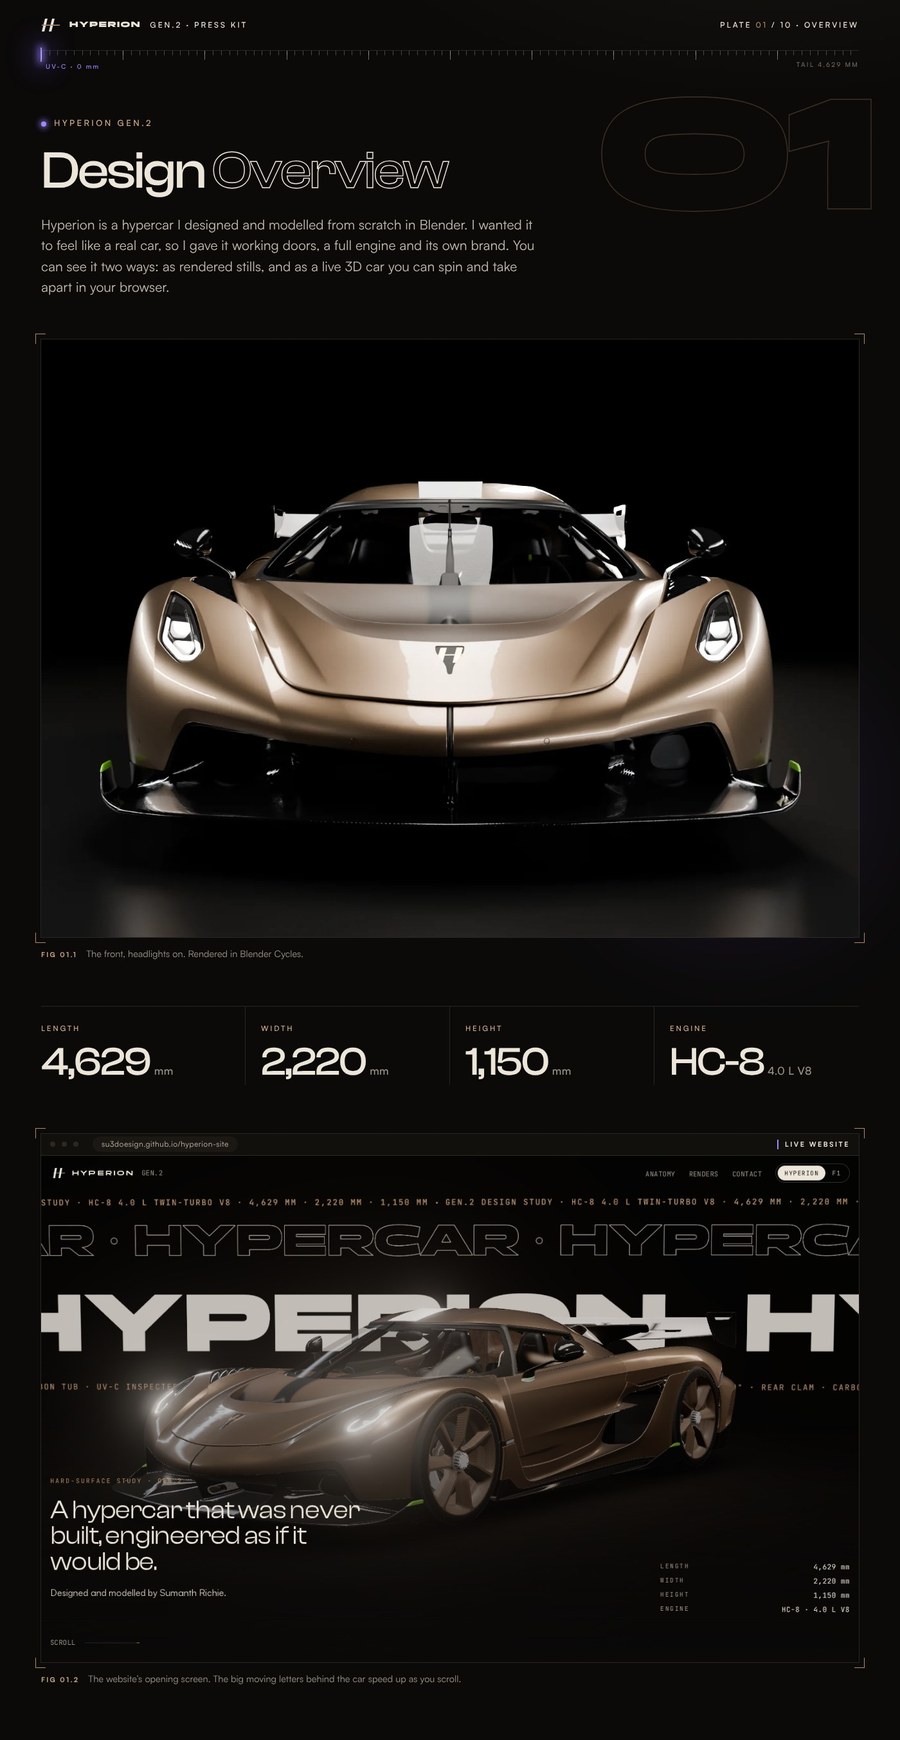 HYPERION GEN.2 • PRESS KIT
PLATE 01 / 10 • OVERVIEW
UV-C · 0 mm
TAIL 4,629 MM
HYPERION GEN.2
01
Design Overview
Hyperion is a hypercar I designed and modelled from scratch in Blender. I wanted it
to feel like a real car, so I gave it working doors, a full engine and its own brand. You
can see it two ways: as rendered stills, and as a live 3D car you can spin and take
apart in your browser.
FIG 01.1 The front, headlights on. Rendered in Blender Cycles.
LENGTH
4,629 mm
WIDTH
2,220 mm
HEIGHT
1,150 mm
ENGINE
HC-8 4.0 L V8
su3doesign.github.io/hyperion-site
LIVE WEBSITE
HYPERION GEN.2
ANATOMY RENDERS CONTACT HYPERION F1
STUDY · HC-8 4.0 L TWIN-TURBO V8 · 4,629 MM · 2,220 MM · 1,150 MM · GEN.2 DESIGN STUDY · HC-8 4.0 L TWIN-TURBO V8 · 4,629 MM · 2,220 MM ·
AR · HYPERCAR · HYPERCA
HYPERION HY
ON TUB · UV-C INSPECTE
· REAR CLAM · CARB
HARD-SURFACE STUDY · GEN.2
A hypercar that was never
built, engineered as if it
would be.
Designed and modelled by Sumanth Richie.
LENGTH 4,629 mm
WIDTH 2,220 mm
HEIGHT 1,150 mm
ENGINE HC-8 · 4.0 L V8
SCROLL
FIG 01.2 The website's opening screen. The big moving letters behind the car speed up as you scroll.